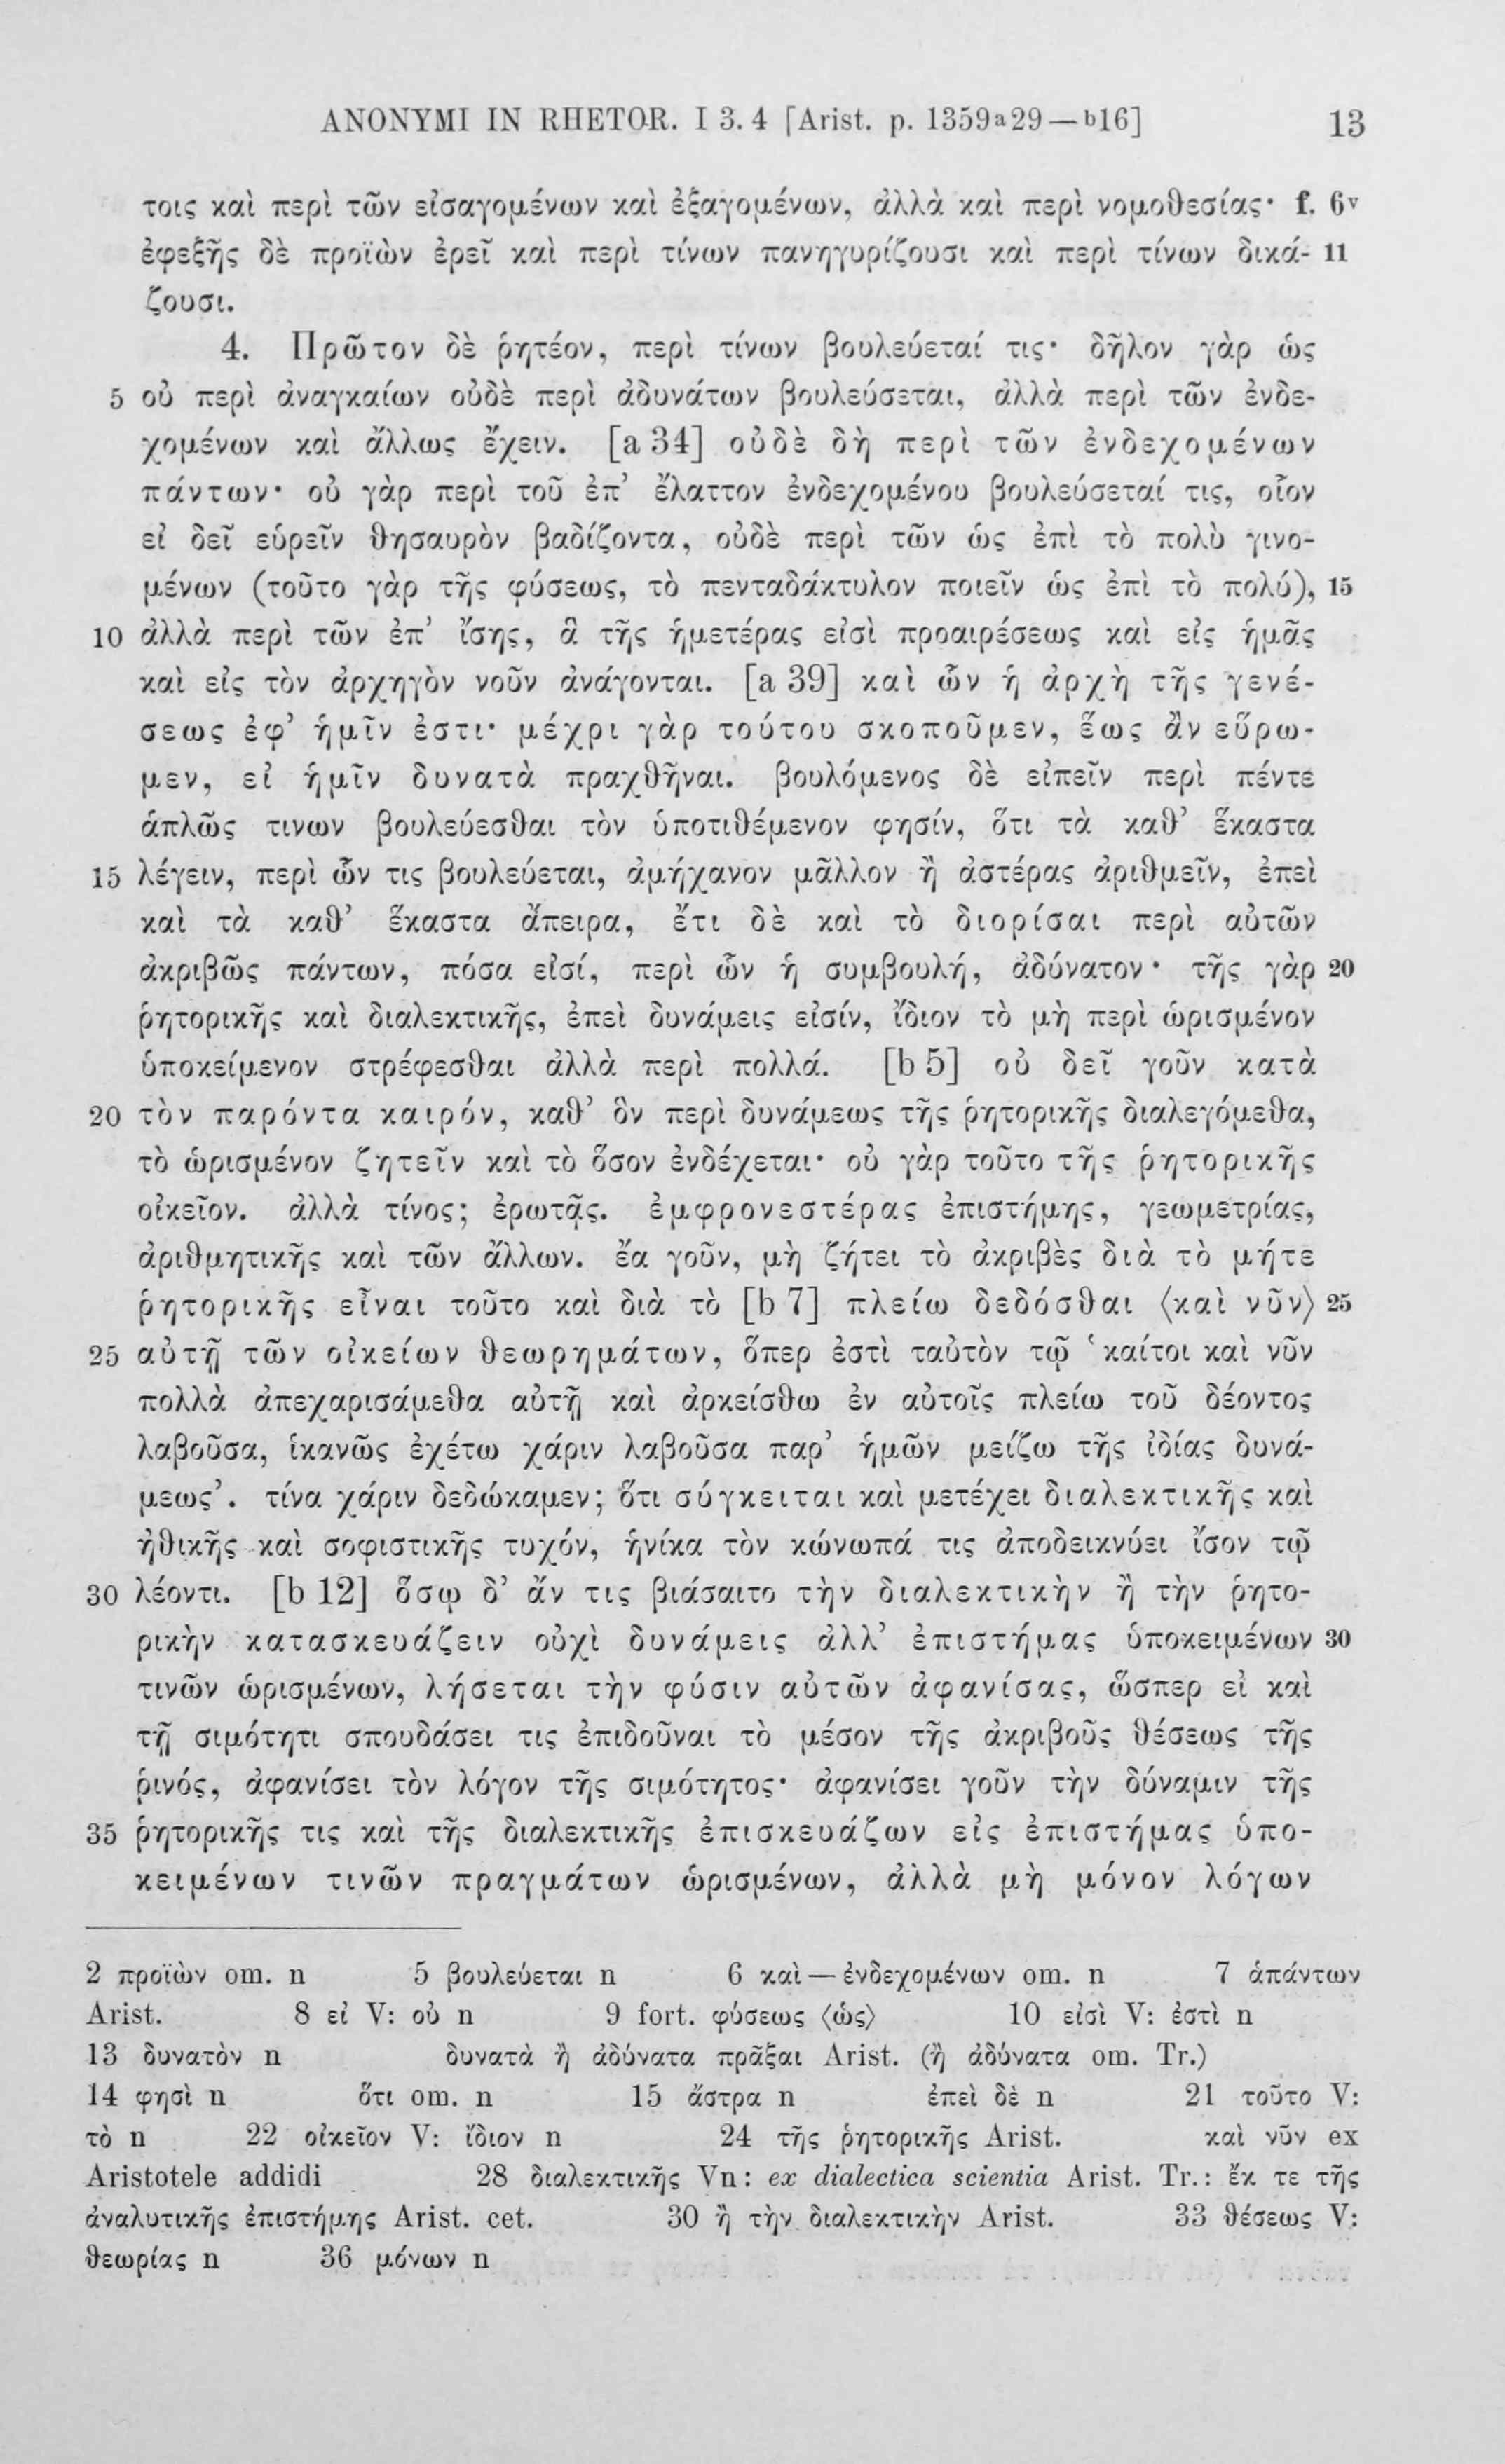 ANONYMI IN RHETOR. I 3. 4 [Arist. p. 1359a29—b16] 13
τοις καὶ περὶ τῶν εἰσαγομένων καὶ ἐξαγομένων, ἀλλὰ καὶ περὶ νομοθεσίας· f. 6v
ἐφεξῆς δὲ προϊὼν ἐρεῖ καὶ περὶ τίνων πανηγυρίζουσι καὶ περὶ τίνων δικά- 11
ζουσι.
4. Πρῶτον δὲ ῥητέον, περὶ τίνων βουλεύεταί τις· δῆλον γὰρ ὡς
5 οὐ περὶ ἀναγκαίων οὐδὲ περὶ ἀδυνάτων βουλεύσεται, ἀλλὰ περὶ τῶν ἐνδε-
χομένων καὶ ἄλλως ἔχειν. [a 34] οὐδὲ δὴ περὶ τῶν ἐνδεχομένων
πάντων· οὐ γὰρ περὶ τοῦ ἐπ’ ἔλαττον ἐνδεχομένου βουλεύσεταί τις, οἷον
εἰ δεῖ εὑρεῖν θησαυρὸν βαδίζοντα, οὐδὲ περὶ τῶν ὡς ἐπὶ τὸ πολὺ γινο-
μένων (τοῦτο γὰρ τῆς φύσεως, τὸ πενταδάκτυλον ποιεῖν ὡς ἐπὶ τὸ πολύ), 15
10 ἀλλὰ περὶ τῶν ἐπ’ ἴσης, ἃ τῆς ἡμετέρας εἰσὶ προαιρέσεως καὶ εἰς ἡμᾶς
καὶ εἰς τὸν ἀρχηγὸν νοῦν ἀνάγονται. [a 39] καὶ ὧν ἡ ἀρχὴ τῆς γενέ-
σεως ἐφ’ ἡμῖν ἐστι· μέχρι γὰρ τούτου σκοποῦμεν, ἕως ἂν εὕρω-
μεν, εἰ ἡμῖν δυνατὰ πραχθῆναι. βουλόμενος δὲ εἰπεῖν περὶ πέντε
ἁπλῶς τινων βουλεύεσθαι τὸν ὑποτιθέμενον φησίν, ὅτι τὰ καθ’ ἕκαστα
15 λέγειν, περὶ ὧν τις βουλεύεται, ἀμήχανον μᾶλλον ἢ ἀστέρας ἀριθμεῖν, ἐπεὶ
καὶ τὰ καθ’ ἕκαστα ἄπειρα, ἔτι δὲ καὶ τὸ διορίσαι περὶ αὐτῶν
ἀκριβῶς πάντων, πόσα εἰσί, περὶ ὧν ἡ συμβουλή, ἀδύνατον· τῆς γὰρ 20
ῥητορικῆς καὶ διαλεκτικῆς, ἐπεὶ δυνάμεις εἰσίν, ἴδιον τὸ μὴ περὶ ὡρισμένον
ὑποκείμενον στρέφεσθαι ἀλλὰ περὶ πολλά. [b 5] οὐ δεῖ γοῦν κατὰ
20 τὸν παρόντα καιρόν, καθ’ ὃν περὶ δυνάμεως τῆς ῥητορικῆς διαλεγόμεθα,
τὸ ὡρισμένον ζητεῖν καὶ τὸ ὅσον ἐνδέχεται· οὐ γὰρ τοῦτο τῆς ῥητορικῆς
οἰκεῖον. ἀλλὰ τίνος; ἐρωτᾷς. ἐμφρονεστέρας ἐπιστήμης, γεωμετρίας,
ἀριθμητικῆς καὶ τῶν ἄλλων. ἔα γοῦν, μὴ ζήτει τὸ ἀκριβὲς διὰ τὸ μήτε
ῥητορικῆς εἶναι τοῦτο καὶ διὰ τὸ [b 7] πλείω δεδόσθαι ⟨καὶ νῦν⟩ 25
25 αὐτῇ τῶν οἰκείων θεωρημάτων, ὅπερ ἐστὶ ταὐτὸν τῷ ‘καίτοι καὶ νῦν
πολλὰ ἀπεχαρισάμεθα αὐτῇ καὶ ἀρκείσθω ἐν αὐτοῖς πλείω τοῦ δέοντος
λαβοῦσα, ἱκανῶς ἐχέτω χάριν λαβοῦσα παρ’ ἡμῶν μείζω τῆς ἰδίας δυνά-
μεως’. τίνα χάριν δεδώκαμεν; ὅτι σύγκειται καὶ μετέχει διαλεκτικῆς καὶ
ἠθικῆς καὶ σοφιστικῆς τυχόν, ἡνίκα τὸν κώνωπά τις ἀποδεικνύει ἴσον τῷ
30 λέοντι. [b 12] ὅσῳ δ’ ἄν τις βιάσαιτο τὴν διαλεκτικὴν ἢ τὴν ῥητο-
ρικὴν κατασκευάζειν οὐχὶ δυνάμεις ἀλλ’ ἐπιστήμας ὑποκειμένων 30
τινῶν ὡρισμένων, λήσεται τὴν φύσιν αὐτῶν ἀφανίσας, ὥσπερ εἰ καὶ
τῇ σιμότητι σπουδάσει τις ἐπιδοῦναι τὸ μέσον τῆς ἀκριβοῦς θέσεως τῆς
ῥινός, ἀφανίσει τὸν λόγον τῆς σιμότητος· ἀφανίσει γοῦν τὴν δύναμιν τῆς
35 ῥητορικῆς τις καὶ τῆς διαλεκτικῆς ἐπισκευάζων εἰς ἐπιστήμας ὑπο-
κειμένων τινῶν πραγμάτων ὡρισμένων, ἀλλὰ μὴ μόνον λόγων
2 προϊὼν om. n 5 βουλεύεται n 6 καὶ — ἐνδεχομένων om. n 7 ἁπάντων
Arist. 8 εἰ V: οὐ n 9 fort. φύσεως ⟨ὡς⟩ 10 εἰσὶ V: ἐστὶ n
13 δυνατὸν n δυνατὰ ἢ ἀδύνατα πρᾶξαι Arist. (ἢ ἀδύνατα om. Tr.)
14 φησὶ n ὅτι om. n 15 ἄστρα n ἐπεὶ δὲ n 21 τοῦτο V:
τὸ n 22 οἰκεῖον V: ἴδιον n 24 τῆς ῥητορικῆς Arist. καὶ νῦν ex
Aristotele addidi 28 διαλεκτικῆς Vn: ex dialectica scientia Arist. Tr.: ἔκ τε τῆς
ἀναλυτικῆς ἐπιστήμης Arist. cet. 30 ἢ τὴν διαλεκτικὴν Arist. 33 θέσεως V:
θεωρίας n 36 μόνων n